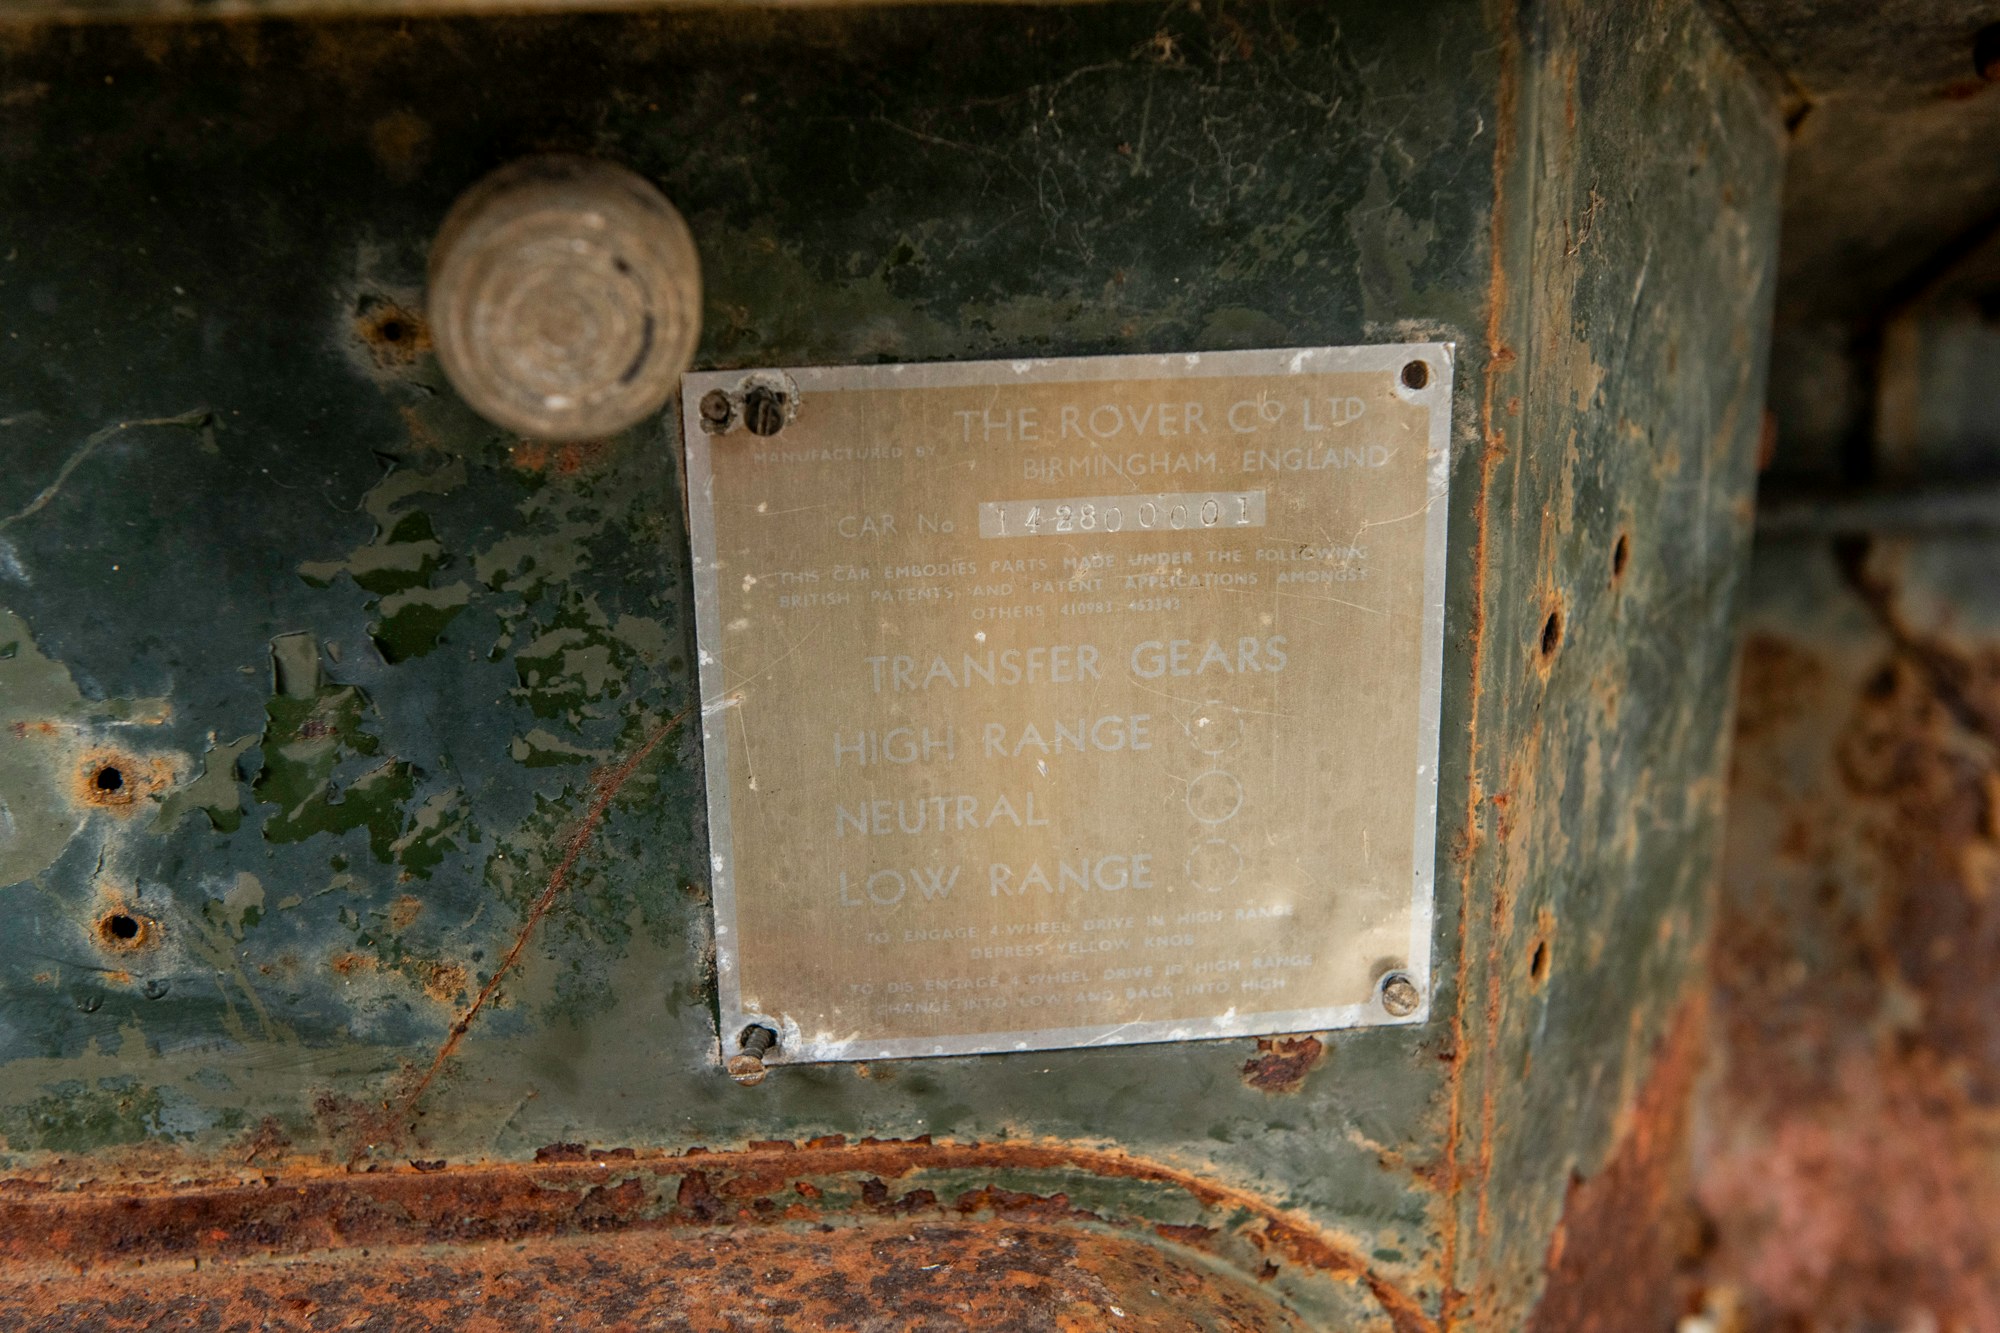 THE ROVER Co LTD
MANUFACTURED BY
BIRMINGHAM, ENGLAND
CAR No 142800001
THIS CAR EMBODIES PARTS MADE UNDER THE FOLLOWING
BRITISH PATENTS AND PATENT APPLICATIONS AMONGST
OTHERS 410983 463343
TRANSFER GEARS
HIGH RANGE
NEUTRAL
LOW RANGE
TO ENGAGE 4-WHEEL DRIVE IN HIGH RANGE
DEPRESS YELLOW KNOB
TO DIS ENGAGE 4-WHEEL DRIVE IN HIGH RANGE
CHANGE INTO LOW AND BACK INTO HIGH